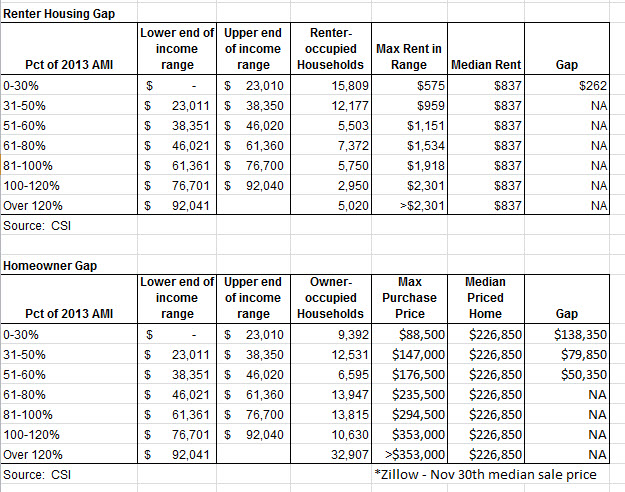 Renter Housing Gap
Pct of 2013 AMI Lower end of income range Upper end of income range Renter-occupied Households Max Rent in Range Median Rent Gap
0-30% $ - $ 23,010 15,809 $575 $837 $262
31-50% $ 23,011 $ 38,350 12,177 $959 $837 NA
51-60% $ 38,351 $ 46,020 5,503 $1,151 $837 NA
61-80% $ 46,021 $ 61,360 7,372 $1,534 $837 NA
81-100% $ 61,361 $ 76,700 5,750 $1,918 $837 NA
100-120% $ 76,701 $ 92,040 2,950 $2,301 $837 NA
Over 120% $ 92,041 5,020 >$2,301 $837 NA
Source: CSI
Homeowner Gap
Pct of 2013 AMI Lower end of income range Upper end of income range Owner-occupied Households Max Purchase Price Median Priced Home Gap
0-30% $ - $ 23,010 9,392 $88,500 $226,850 $138,350
31-50% $ 23,011 $ 38,350 12,531 $147,000 $226,850 $79,850
51-60% $ 38,351 $ 46,020 6,595 $176,500 $226,850 $50,350
61-80% $ 46,021 $ 61,360 13,947 $235,500 $226,850 NA
81-100% $ 61,361 $ 76,700 13,815 $294,500 $226,850 NA
100-120% $ 76,701 $ 92,040 10,630 $353,000 $226,850 NA
Over 120% $ 92,041 32,907 >$353,000 $226,850 NA
Source: CSI *Zillow - Nov 30th median sale price